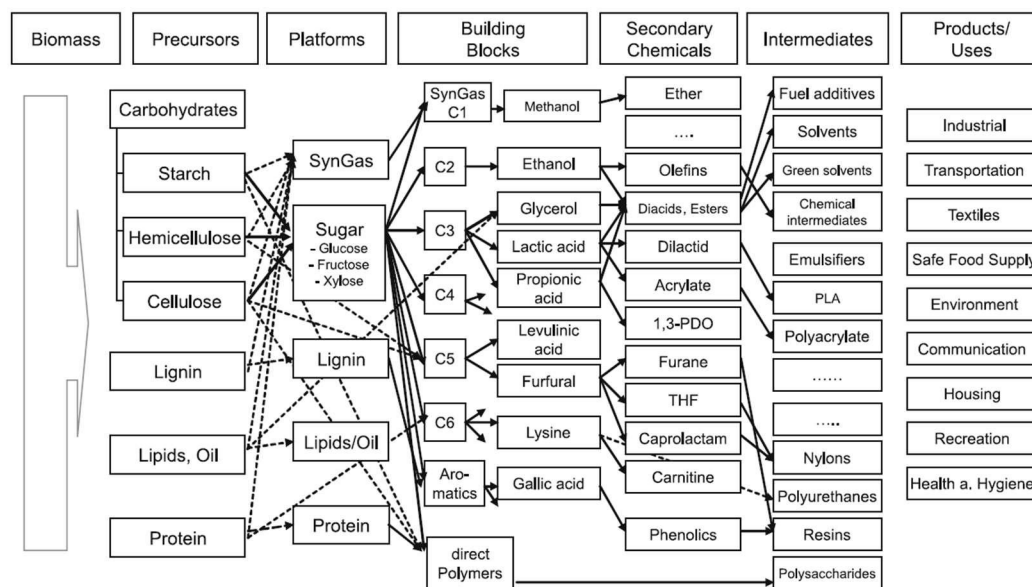 Biomass
Precursors
Platforms
Building
Blocks
Secondary
Chemicals
Intermediates
Products/
Uses
Carbohydrates
Starch
Hemicellulose
Cellulose
Lignin
Lipids, Oil
Protein
SynGas
Sugar
- Glucose
- Fructose
- Xylose
Lignin
Lipids/Oil
Protein
SynGas
C1
C2
C3
C4
C5
C6
Aro-
matics
direct
Polymers
Methanol
Ethanol
Glycerol
Lactic acid
Propionic
acid
Levulinic
acid
Furfural
Lysine
Gallic acid
Ether
....
Olefins
Diacids, Esters
Dilactid
Acrylate
1,3-PDO
Furane
THF
Caprolactam
Carnitine
Phenolics
Fuel additives
Solvents
Green solvents
Chemical
intermediates
Emulsifiers
PLA
Polyacrylate
......
.....
Nylons
Polyurethanes
Resins
Polysaccharides
Industrial
Transportation
Textiles
Safe Food Supply
Environment
Communication
Housing
Recreation
Health a. Hygiene